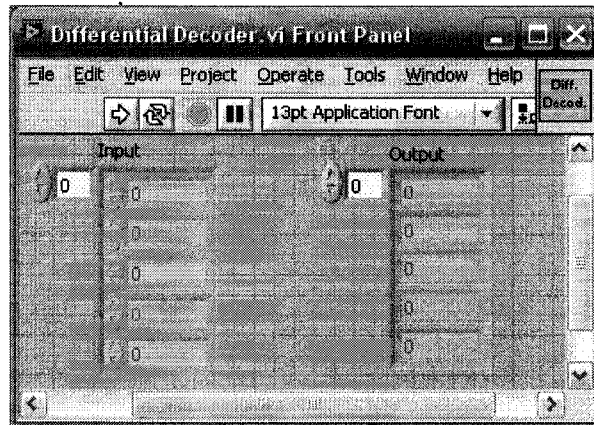 Differential Decoder.vi Front Panel
File Edit View Project Operate Tools Window Help
Diff.
Decod.
13pt Application Font
Input
Output
0
0
0
0
0
0
0
0
0
0
0
0